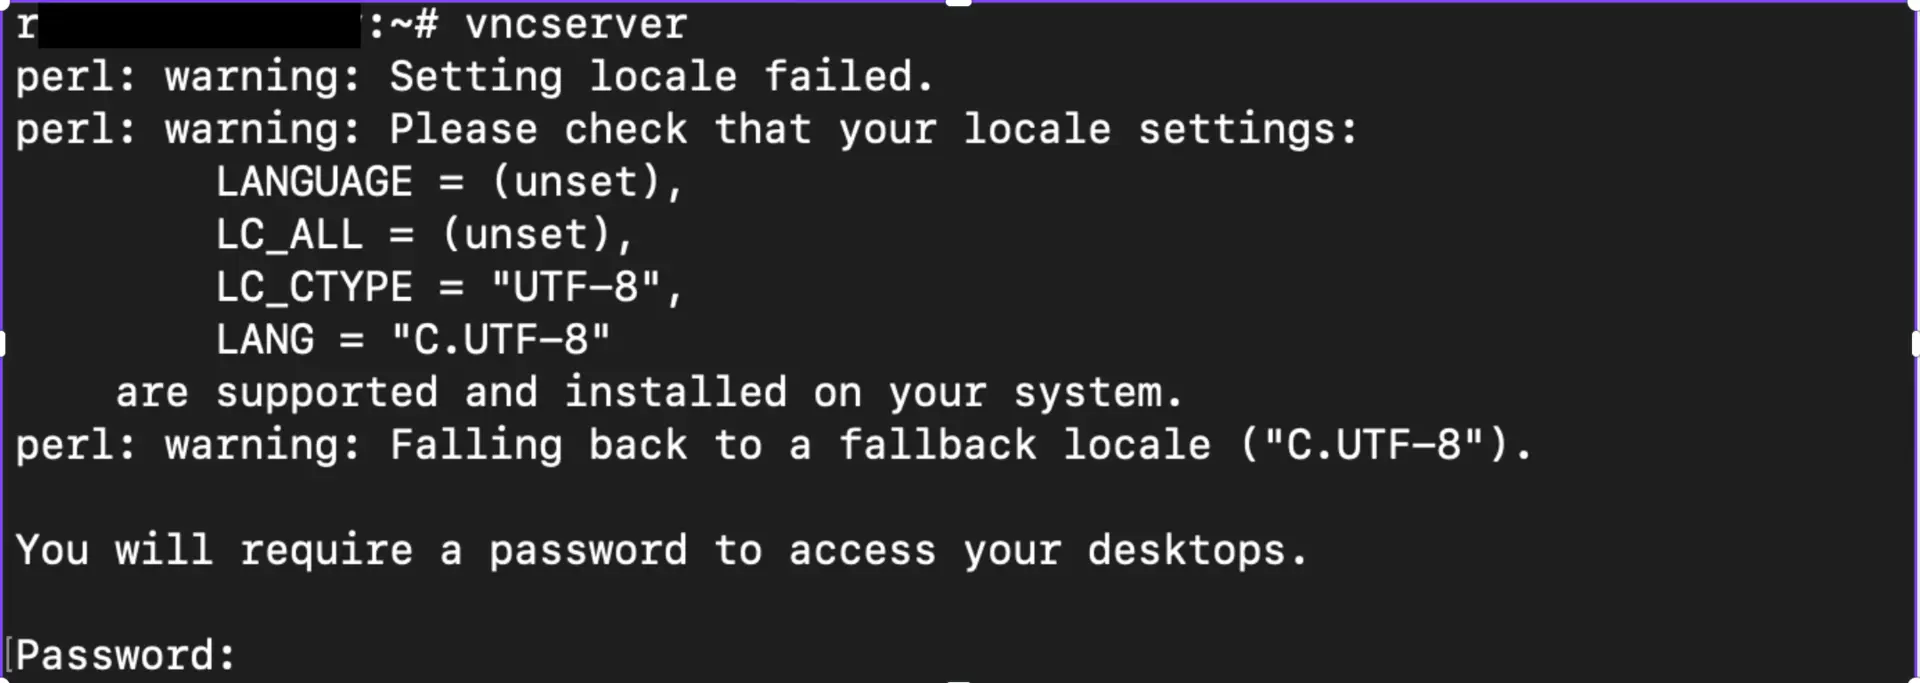 r :~# vncserver
perl: warning: Setting locale failed.
perl: warning: Please check that your locale settings:
LANGUAGE = (unset),
LC_ALL = (unset),
LC_CTYPE = "UTF-8",
LANG = "C.UTF-8"
are supported and installed on your system.
perl: warning: Falling back to a fallback locale ("C.UTF-8").
You will require a password to access your desktops.
[Password: